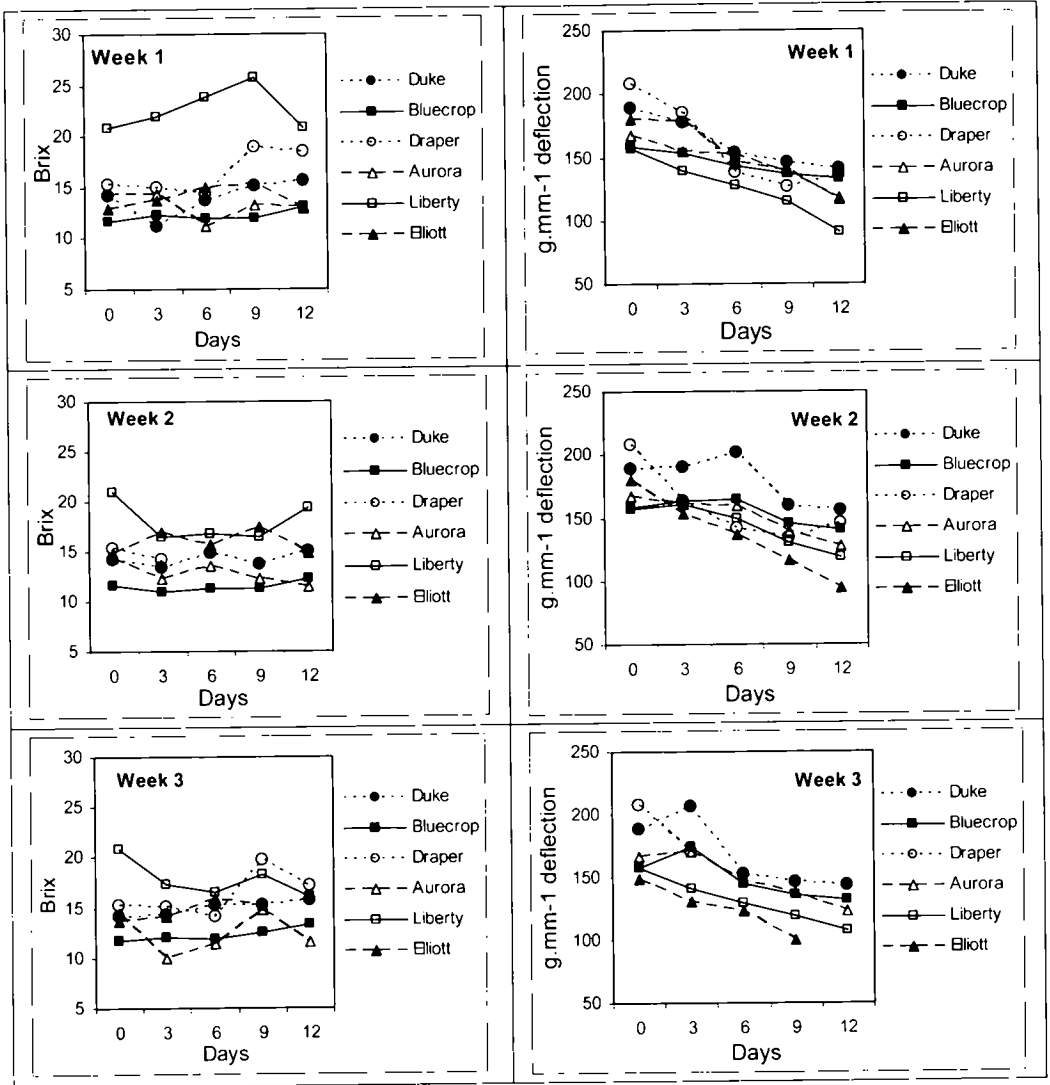 Week 1
Brix
30
25
20
15
10
5
0 3 6 9 12
Days
Duke
Bluecrop
Draper
Aurora
Liberty
Elliott
Week 1
g.mm-1 deflection
250
200
150
100
50
0 3 6 9 12
Days
Duke
Bluecrop
Draper
Aurora
Liberty
Elliott
Week 2
Brix
30
25
20
15
10
5
0 3 6 9 12
Days
Duke
Bluecrop
Draper
Aurora
Liberty
Elliott
Week 2
g.mm-1 deflection
250
200
150
100
50
0 3 6 9 12
Days
Duke
Bluecrop
Draper
Aurora
Liberty
Elliott
Week 3
Brix
30
25
20
15
10
5
0 3 6 9 12
Days
Duke
Bluecrop
Draper
Aurora
Liberty
Elliott
Week 3
g.mm-1 deflection
250
200
150
100
50
0 3 6 9 12
Days
Duke
Bluecrop
Draper
Aurora
Liberty
Elliott